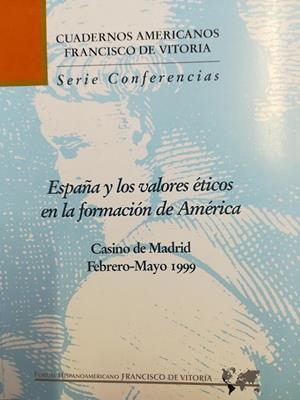 CUADERNOS AMERICANOS
FRANCISCO DE VITORIA
Serie Conferencias
España y los valores éticos
en la formación de América
Casino de Madrid
Febrero-Mayo 1999
FORUM HISPANOAMERICANO FRANCISCO DE VITORIA